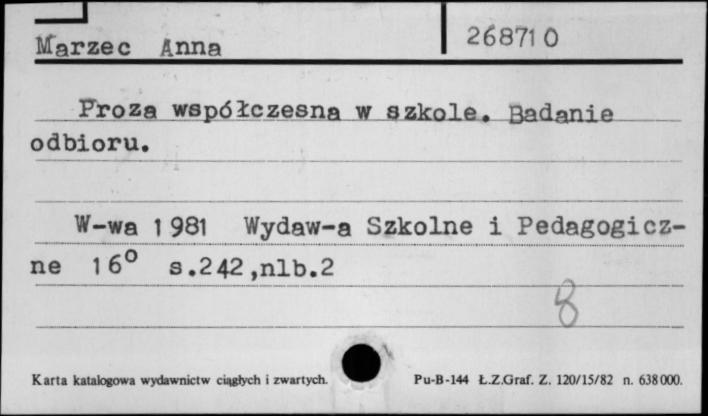 Marzec Anna 268710
Proza współczesna w szkole. Badanie
odbioru.
W-wa 1981 Wydaw-a Szkolne i Pedagogicz-
ne 16° s.242,nlb.2
8
Karta katalogowa wydawnictw ciągłych i zwartych. Pu-B-144 Ł.Z.Graf. Z. 120/15/82 n. 638000.